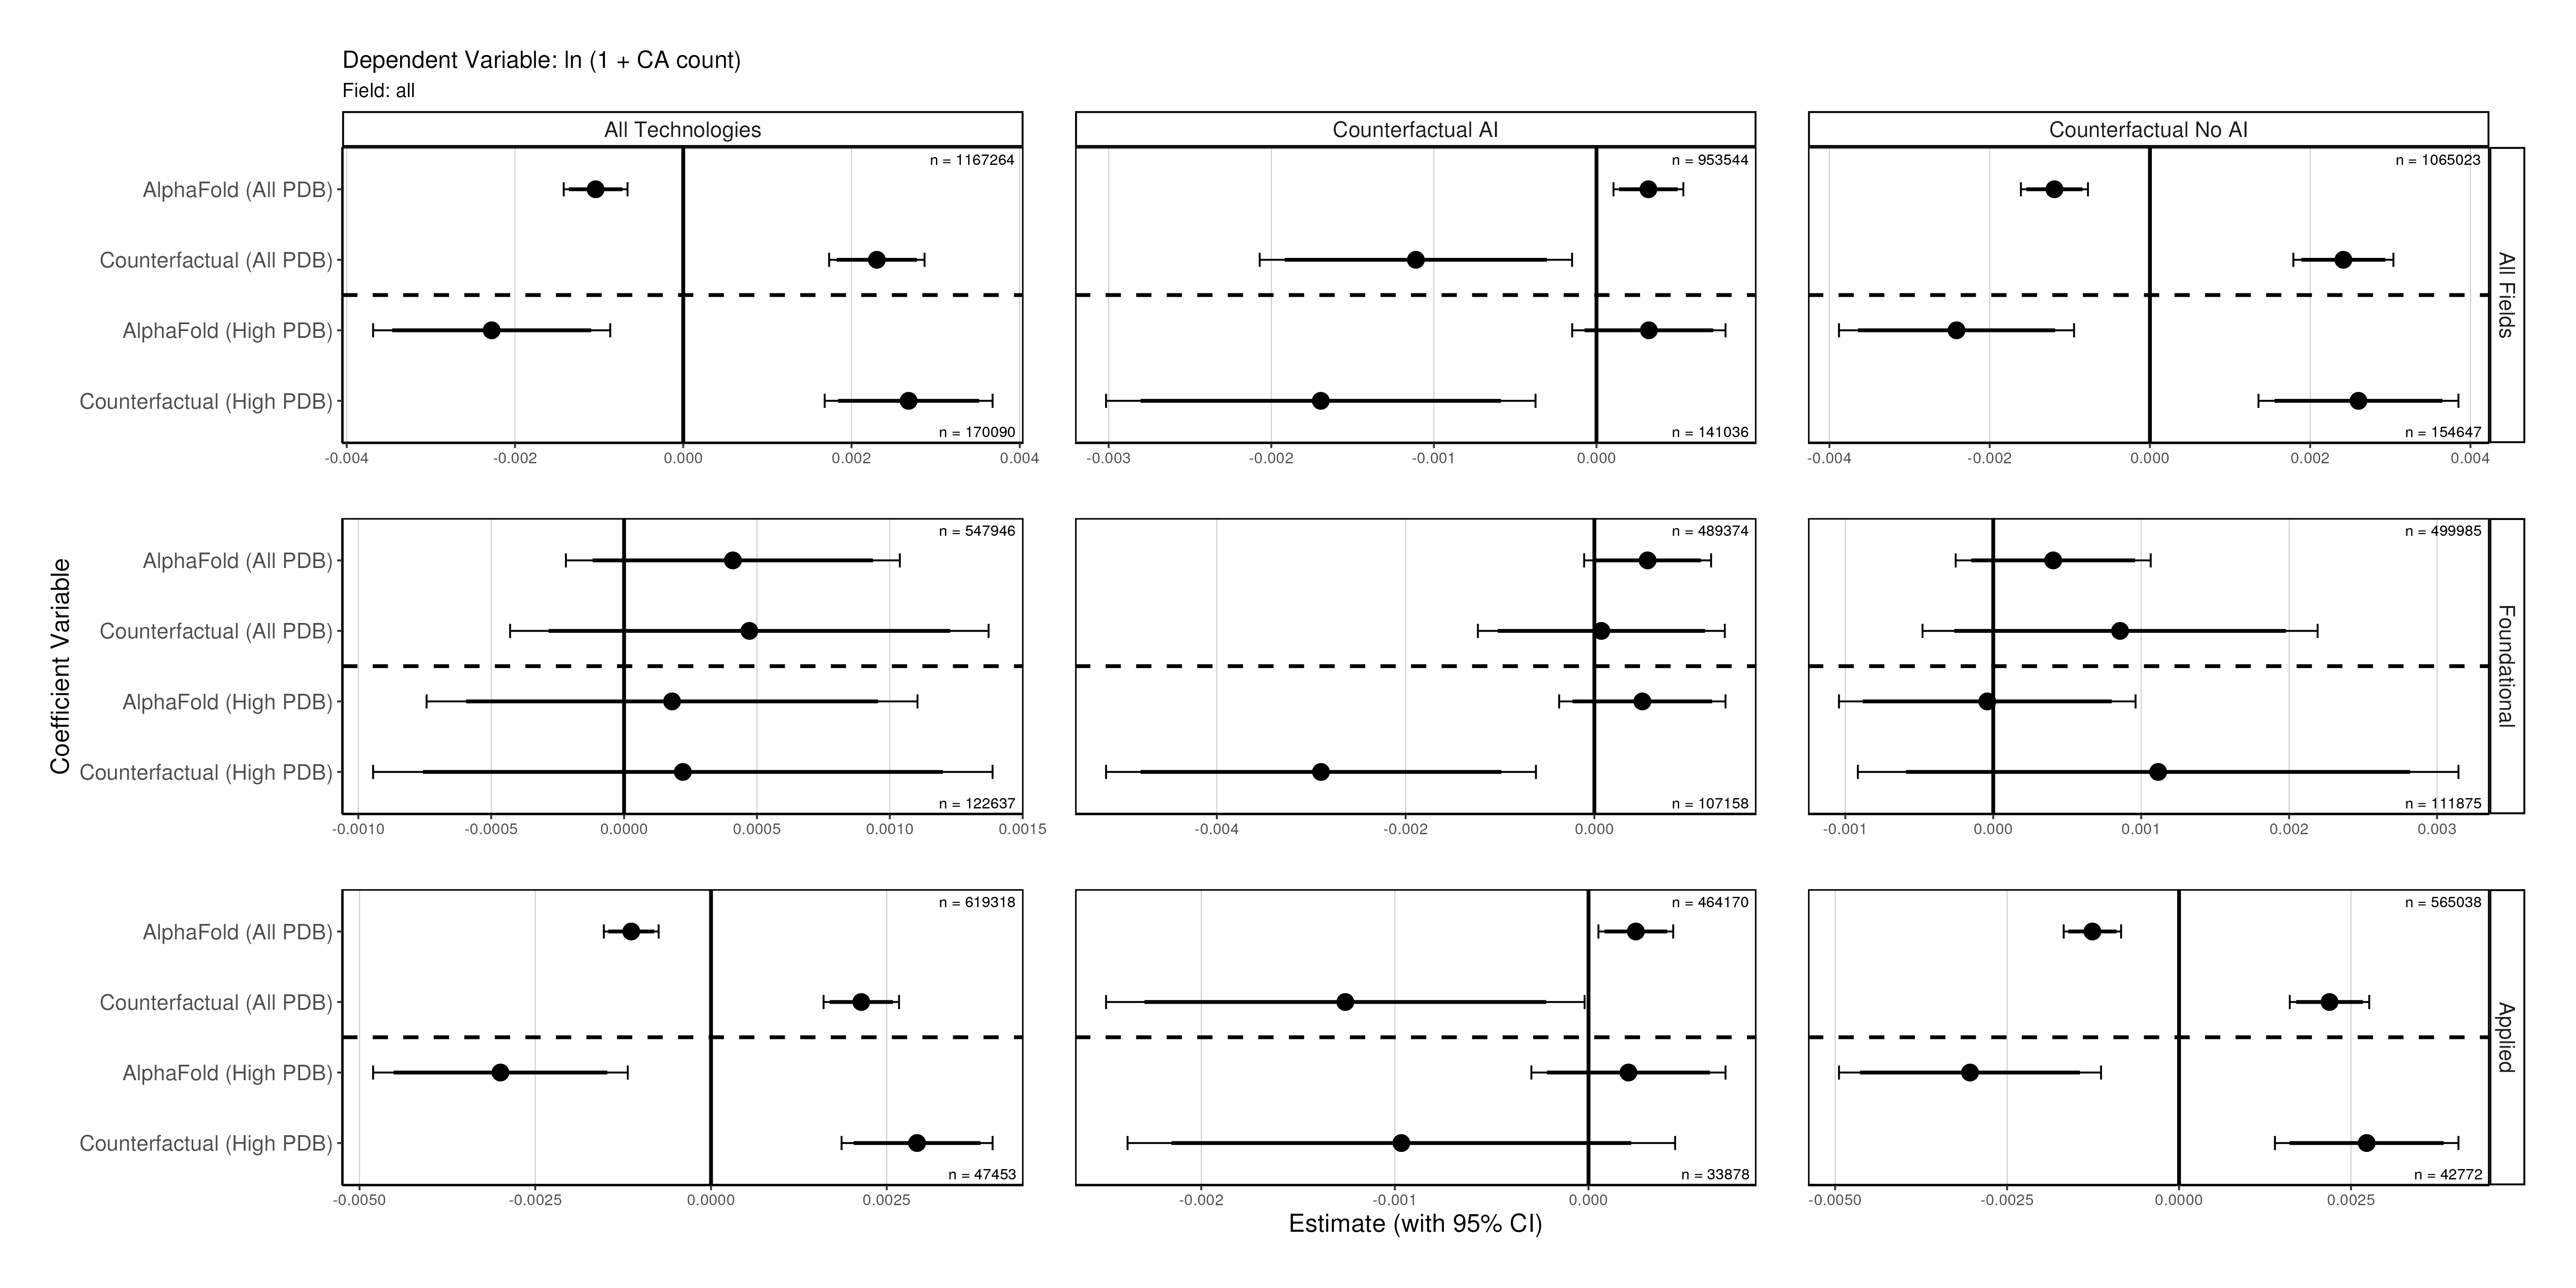 Dependent Variable: ln (1 + CA count)
Field: all
All Technologies
Counterfactual AI
Counterfactual No AI
All Fields
AlphaFold (All PDB)
Counterfactual (All PDB)
AlphaFold (High PDB)
Counterfactual (High PDB)
n = 1167264
n = 170090
-0.004 -0.002 0.000 0.002 0.004
n = 953544
n = 141036
-0.003 -0.002 -0.001 0.000
n = 1065023
n = 154647
-0.004 -0.002 0.000 0.002 0.004
Coefficient Variable
Foundational
AlphaFold (All PDB)
Counterfactual (All PDB)
AlphaFold (High PDB)
Counterfactual (High PDB)
n = 547946
n = 122637
-0.0010 -0.0005 0.0000 0.0005 0.0010 0.0015
n = 489374
n = 107158
-0.004 -0.002 0.000
n = 499985
n = 111875
-0.001 0.000 0.001 0.002 0.003
Applied
AlphaFold (All PDB)
Counterfactual (All PDB)
AlphaFold (High PDB)
Counterfactual (High PDB)
n = 619318
n = 47453
-0.0050 -0.0025 0.0000 0.0025
n = 464170
n = 33878
-0.002 -0.001 0.000
n = 565038
n = 42772
-0.0050 -0.0025 0.0000 0.0025
Estimate (with 95% CI)